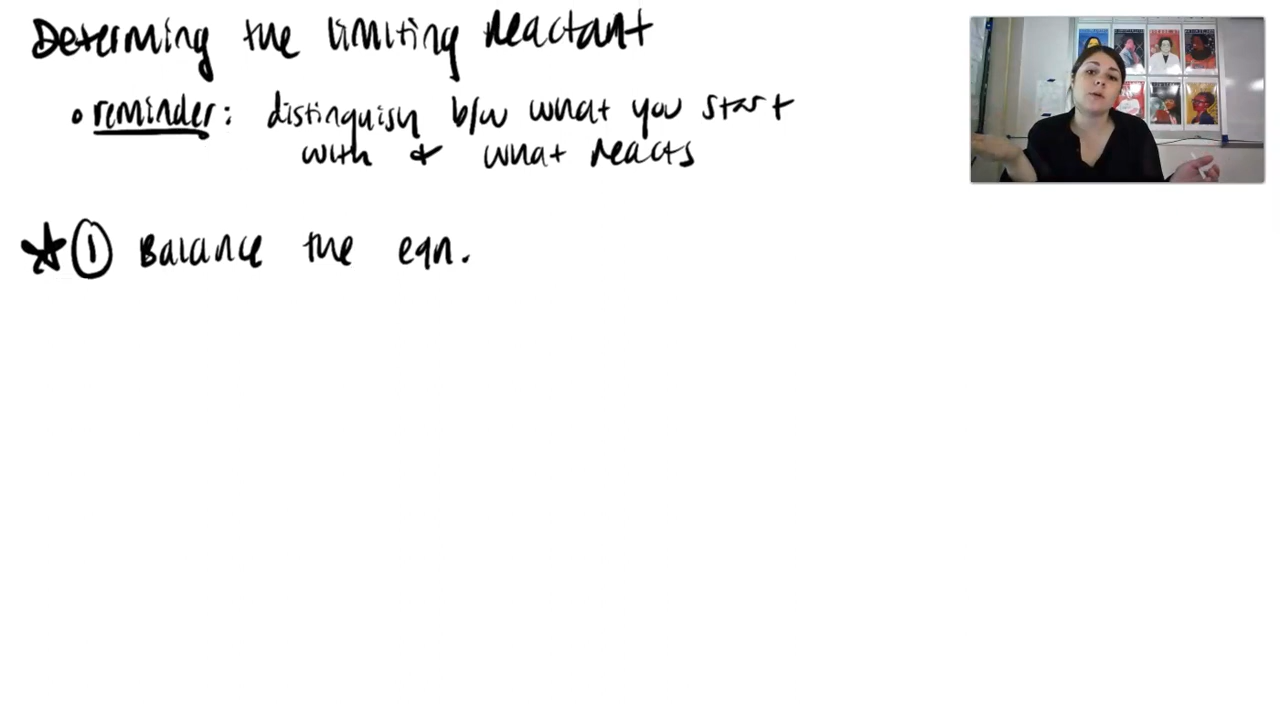 Determing the limiting reactant
• reminder: distinguish b/w what you start
with & what reacts
☆① Balance the eqn.